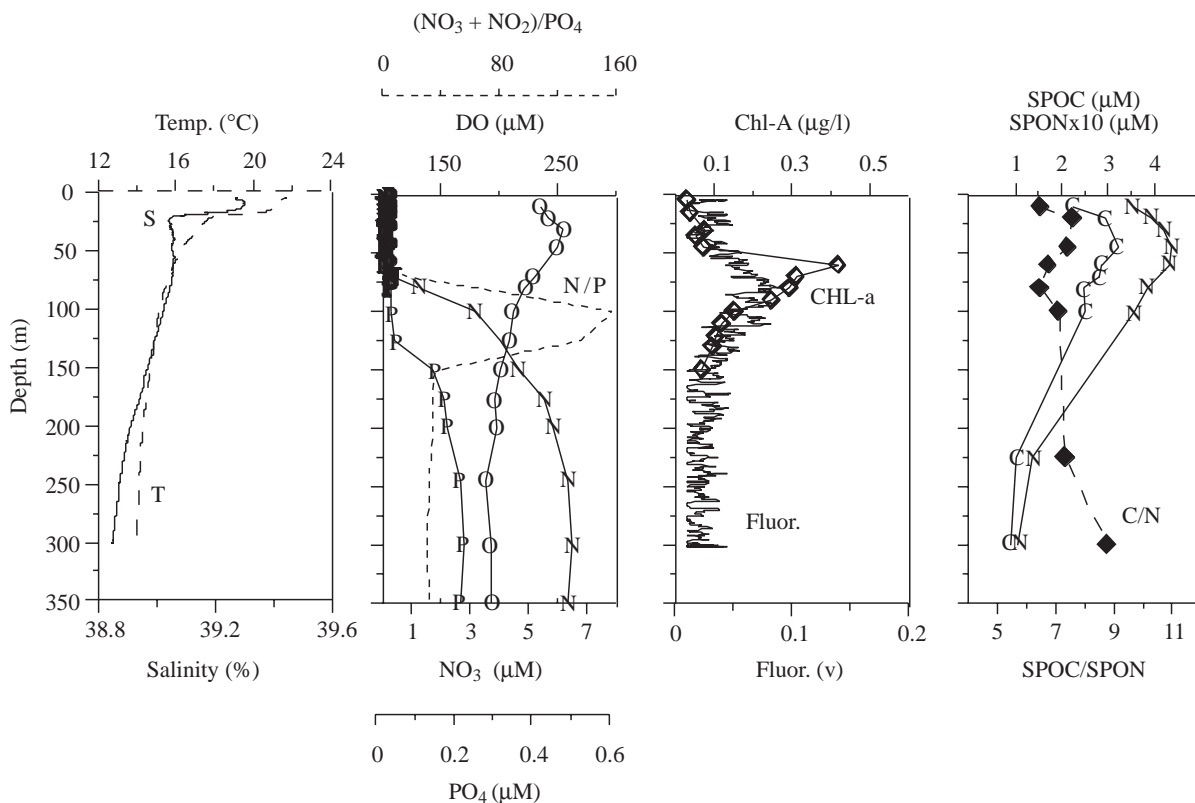 (NO3 + NO2)/PO4
0 80 160
Temp. (°C)
12 14 16 18 20 22 24
DO (µM)
150 250
Chl-A (µg/l)
0.1 0.3 0.5
SPOC (µM)
SPONx10 (µM)
1 2 3 4
Depth (m)
0
50
100
150
200
250
300
350
S
T
38.8 39.2 39.6
Salinity (%)
N/P
O O O O O O O O O O O O O O O
N N N N N N N N N
P P P P P P P P
1 3 5 7
NO3 (µM)
0 0.2 0.4 0.6
PO4 (µM)
CHL-a
Fluor.
0 0.1 0.2
Fluor. (v)
C C C C C C C C C
N N N N N N N N N
C/N
5 7 9 11
SPOC/SPON